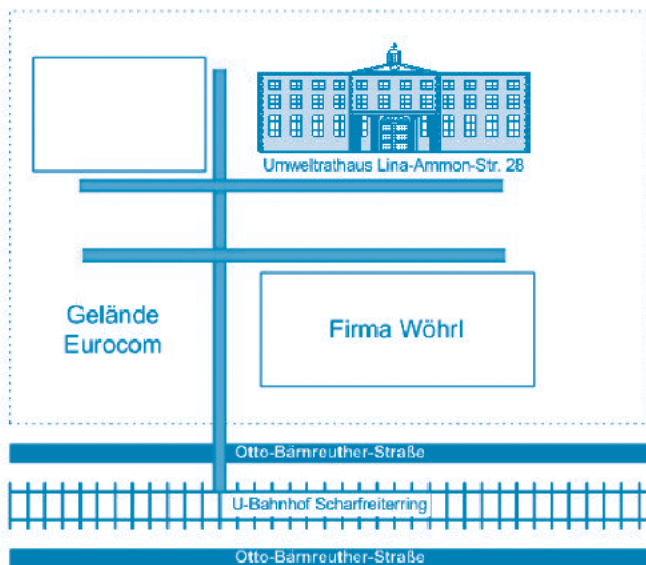 Umweltrathaus Lina-Ammon-Str. 28
Gelände
Eurocom
Firma Wöhrl
Otto-Bärnreuther-Straße
U-Bahnhof Scharfreiterring
Otto-Bärnreuther-Straße